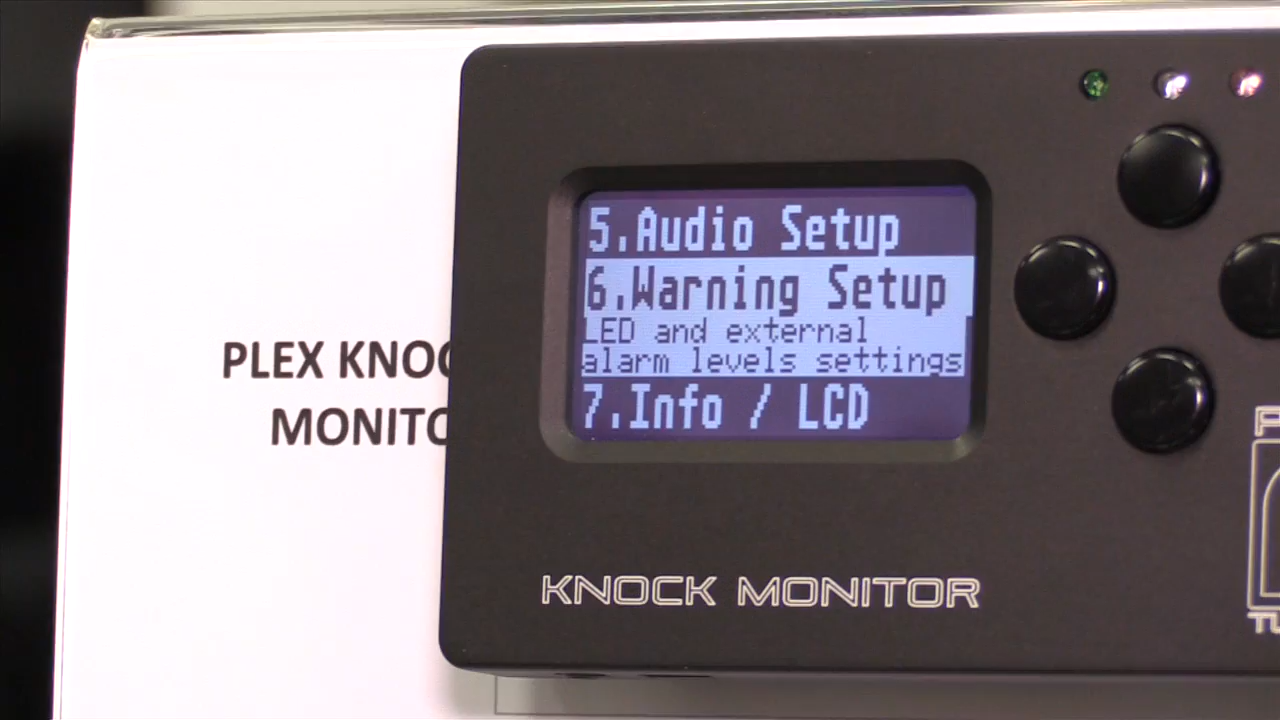 5.Audio Setup
6.Warning Setup
LED and external
alarm levels settings
7.Info / LCD
PLEX KNOC
MONITO
KNOCK MONITOR